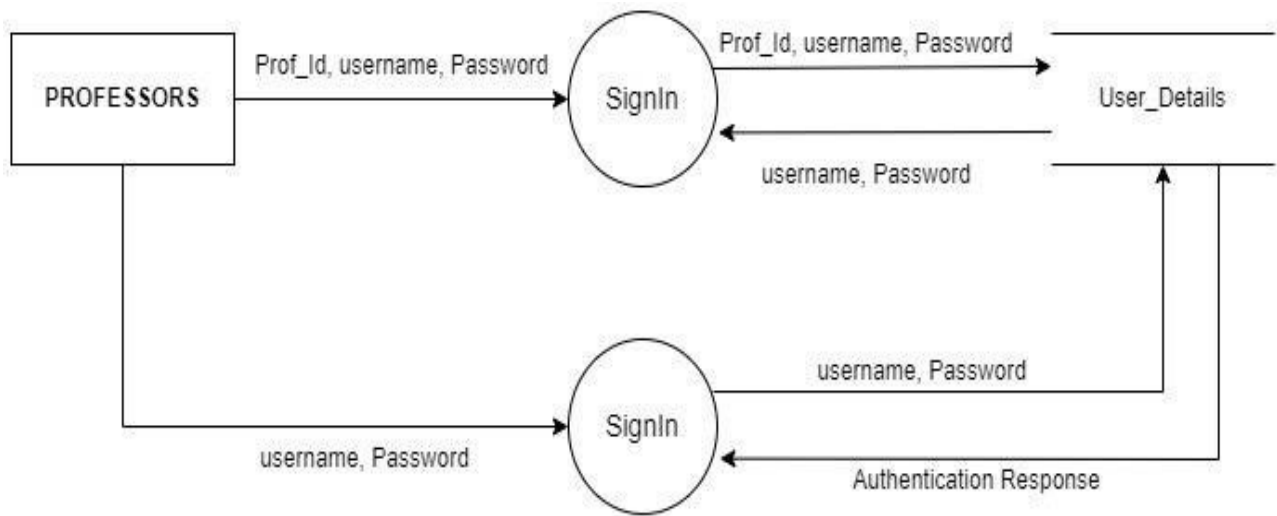 Prof_Id, username, Password
Prof_Id, username, Password
PROFESSORS
SignIn
User_Details
username, Password
username, Password
SignIn
username, Password
Authentication Response